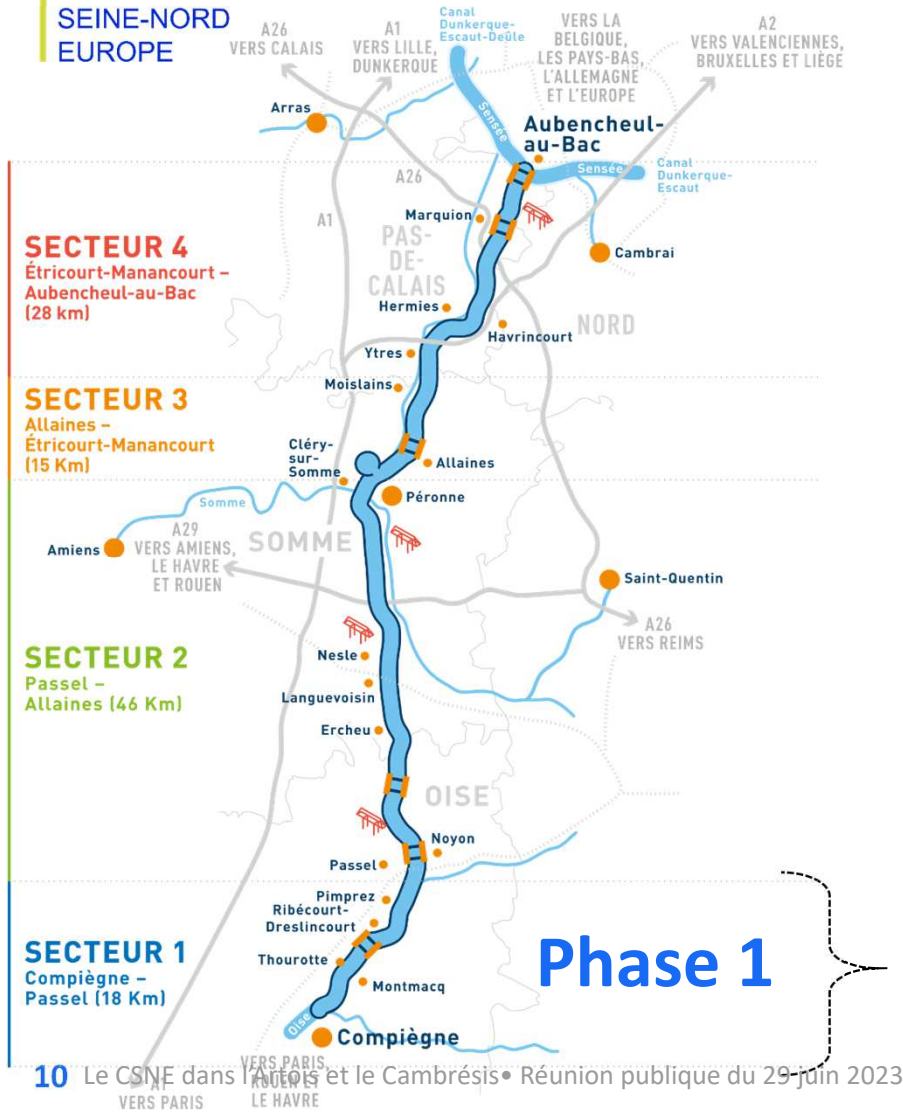 SEINE-NORD
EUROPE
A26
VERS CALAIS
A1
VERS LILLE,
DUNKERQUE
Canal
Dunkerque-
Escaut-Deûle
VERS LA
BELGIQUE,
LES PAYS-BAS,
L'ALLEMAGNE
ET L'EUROPE
A2
VERS VALENCIENNES,
BRUXELLES ET LIÈGE
Arras
Sensée
Aubencheul-
au-Bac
Sensée
Canal
Dunkerque-
Escaut
A26
A1
Marquion
PAS-
DE-
CALAIS
Cambrai
SECTEUR 4
Étricourt-Manancourt –
Aubencheul-au-Bac
(28 km)
Hermies
Havrincourt
NORD
Ytres
Moislains
SECTEUR 3
Allaines –
Étricourt-Manancourt
(15 Km)
Cléry-
sur-
Somme
Allaines
Péronne
Somme
Amiens
A29
VERS AMIENS,
LE HAVRE
ET ROUEN
SOMME
Saint-Quentin
A26
VERS REIMS
SECTEUR 2
Passel –
Allaines (46 Km)
Nesle
Languevoisin
Ercheu
OISE
Noyon
Passel
Pimprez
Ribécourt-
Dreslincourt
SECTEUR 1
Compiègne –
Passel (18 Km)
Thourotte
Montmacq
Phase 1
Oise
Compiègne
A1
VERS PARIS
VERS PARIS,
ROUEN ET
LE HAVRE
10 Le CSNE dans l'Artois et le Cambrésis• Réunion publique du 29 juin 2023